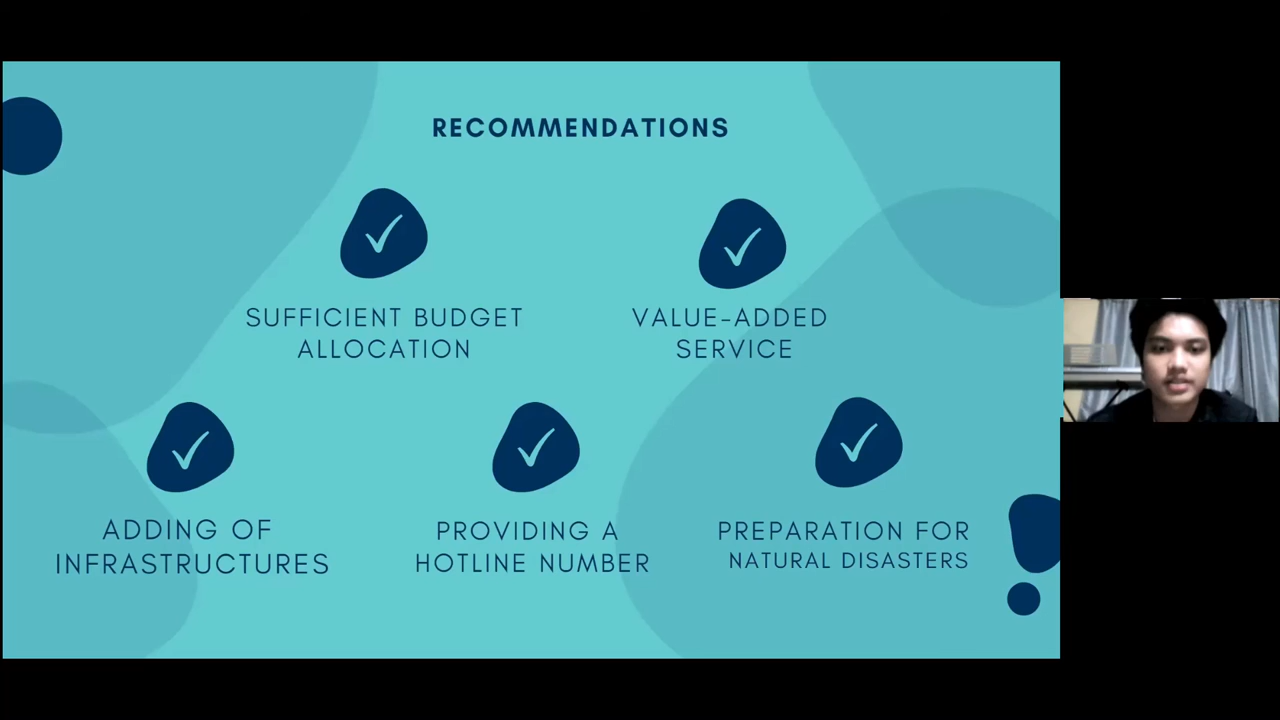 RECOMMENDATIONS
SUFFICIENT BUDGET
ALLOCATION
VALUE-ADDED
SERVICE
ADDING OF
INFRASTRUCTURES
PROVIDING A
HOTLINE NUMBER
PREPARATION FOR
NATURAL DISASTERS